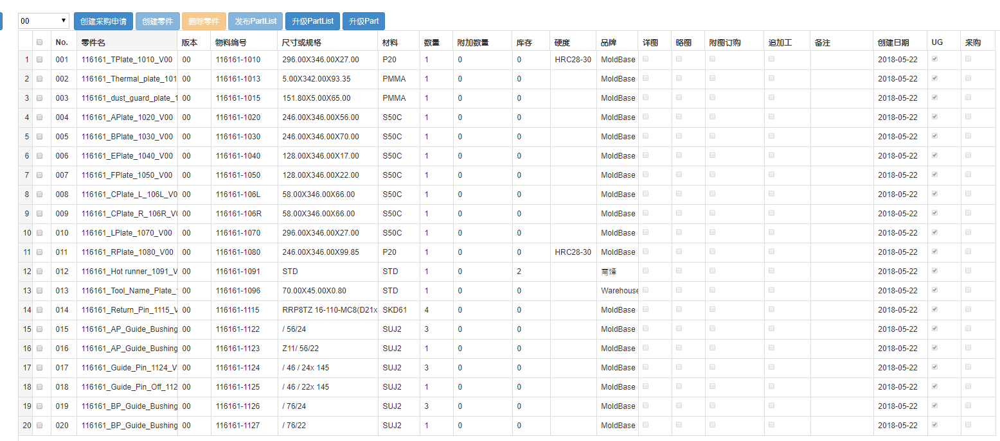 00 创建采购申请 创建零件 删除零件 发布PartList 升级PartList 升级Part
No. 零件名 版本 物料编号 尺寸或规格 材料 数量 附加数量 库存 硬度 品牌 详图 略图 附图订购 追加工 备注 创建日期 UG 采购
1 001 116161_TPlate_1010_V00 00 116161-1010 296.00X346.00X27.00 P20 1 0 0 HRC28-30 MoldBase 2018-05-22
2 002 116161_Thermal_plate_101 00 116161-1013 5.00X342.00X93.35 PMMA 1 0 0 MoldBase 2018-05-22
3 003 116161_dust_guard_plate_1 00 116161-1015 151.80X5.00X65.00 PMMA 1 0 0 MoldBase 2018-05-22
4 004 116161_APlate_1020_V00 00 116161-1020 246.00X346.00X56.00 S50C 1 0 0 MoldBase 2018-05-22
5 005 116161_BPlate_1030_V00 00 116161-1030 246.00X346.00X70.00 S50C 1 0 0 MoldBase 2018-05-22
6 006 116161_EPlate_1040_V00 00 116161-1040 128.00X346.00X17.00 S50C 1 0 0 MoldBase 2018-05-22
7 007 116161_FPlate_1050_V00 00 116161-1050 128.00X346.00X22.00 S50C 1 0 0 MoldBase 2018-05-22
8 008 116161_CPlate_L_106L_V0 00 116161-106L 58.00X346.00X66.00 S50C 1 0 0 MoldBase 2018-05-22
9 009 116161_CPlate_R_106R_V0 00 116161-106R 58.00X346.00X66.00 S50C 1 0 0 MoldBase 2018-05-22
10 010 116161_LPlate_1070_V00 00 116161-1070 296.00X346.00X27.00 S50C 1 0 0 MoldBase 2018-05-22
11 011 116161_RPlate_1080_V00 00 116161-1080 246.00X346.00X99.85 P20 1 0 0 HRC28-30 MoldBase 2018-05-22
12 012 116161_Hot runner_1091_V 00 116161-1091 STD STD 1 0 2 南烽 2018-05-22
13 013 116161_Tool_Name_Plate_1 00 116161-1096 70.00X45.00X0.80 STD 1 0 0 Warehouse 2018-05-22
14 014 116161_Return_Pin_1115_V 00 116161-1115 RRP8TZ 16-110-MC8(D21x SKD61 4 0 0 MoldBase 2018-05-22
15 015 116161_AP_Guide_Bushing 00 116161-1122 / 56/24 SUJ2 3 0 0 MoldBase 2018-05-22
16 016 116161_AP_Guide_Bushing 00 116161-1123 Z11/ 56/22 SUJ2 1 0 0 MoldBase 2018-05-22
17 017 116161_Guide_Pin_1124_V 00 116161-1124 / 46 / 24x 145 SUJ2 3 0 0 MoldBase 2018-05-22
18 018 116161_Guide_Pin_Off_112 00 116161-1125 / 46 / 22x 145 SUJ2 1 0 0 MoldBase 2018-05-22
19 019 116161_BP_Guide_Bushing 00 116161-1126 / 76/24 SUJ2 3 0 0 MoldBase 2018-05-22
20 020 116161_BP_Guide_Bushing 00 116161-1127 / 76/22 SUJ2 1 0 0 MoldBase 2018-05-22